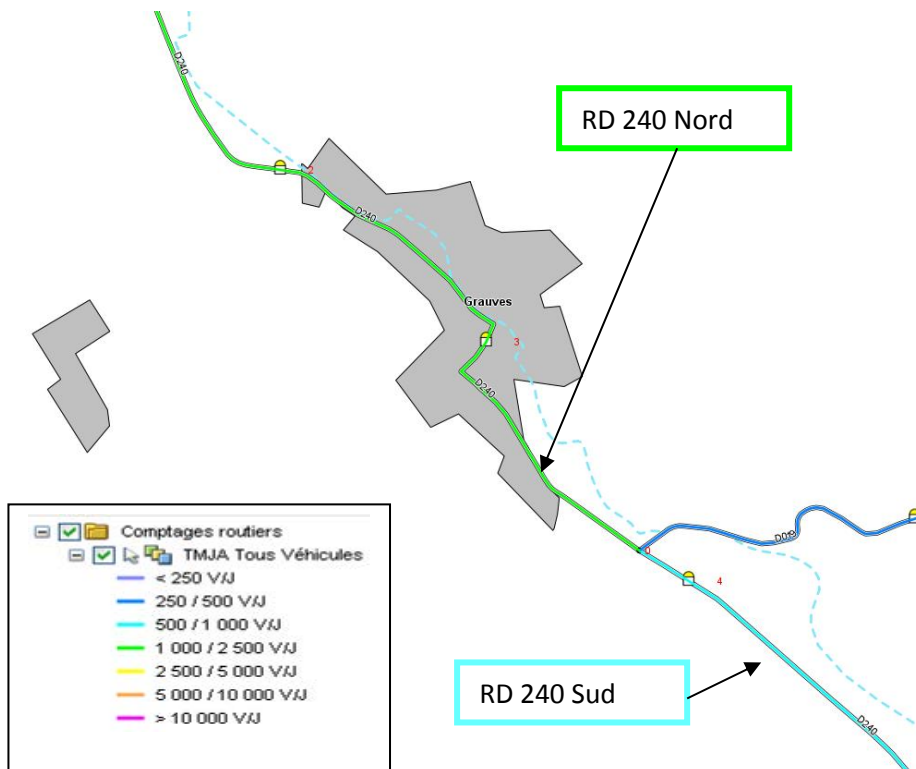 D240
RD 240 Nord
2
D240
Grauves
3
D240
D019
0
4
RD 240 Sud
D240
Comptages routiers
TMJA Tous Véhicules
< 250 V/J
250 / 500 V/J
500 / 1 000 V/J
1 000 / 2 500 V/J
2 500 / 5 000 V/J
5 000 / 10 000 V/J
> 10 000 V/J